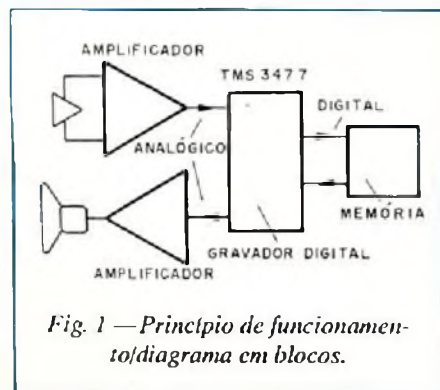 AMPLIFICADOR
TMS 3477
DIGITAL
ANALÓGICO
MEMÓRIA
GRAVADOR DIGITAL
AMPLIFICADOR
Fig. 1 — Princípio de funcionamen-
to/diagrama em blocos.